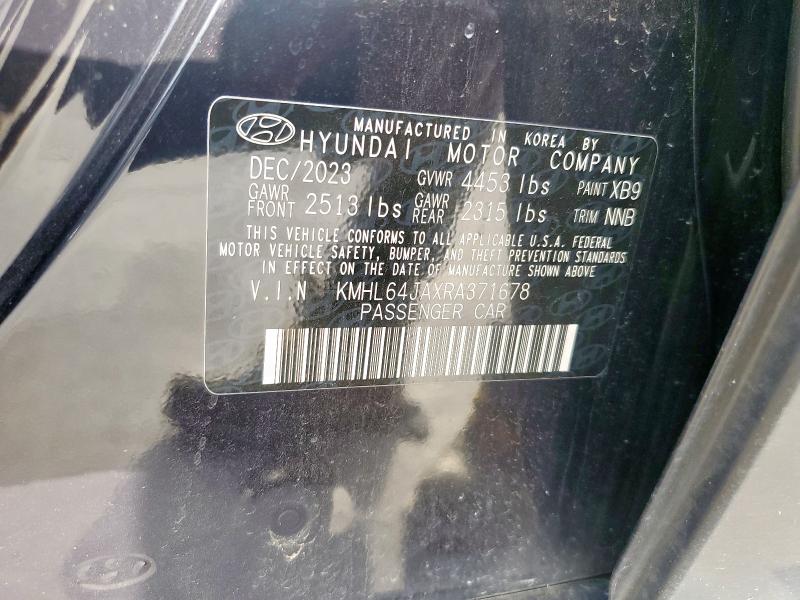 MANUFACTURED IN KOREA BY
HYUNDAI MOTOR COMPANY
DEC/2023 GVWR 4453 lbs PAINT XB9
GAWR FRONT 2513 lbs GAWR REAR 2315 lbs TRIM NNB
THIS VEHICLE CONFORMS TO ALL APPLICABLE U.S.A. FEDERAL
MOTOR VEHICLE SAFETY, BUMPER, AND THEFT PREVENTION STANDARDS
IN EFFECT ON THE DATE OF MANUFACTURE SHOWN ABOVE
V.I.N KMHL64JAXRA371678
PASSENGER CAR